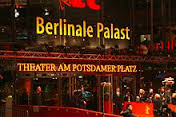 Berlinale Palast
THEATER AM POTSDAMER PLATZ